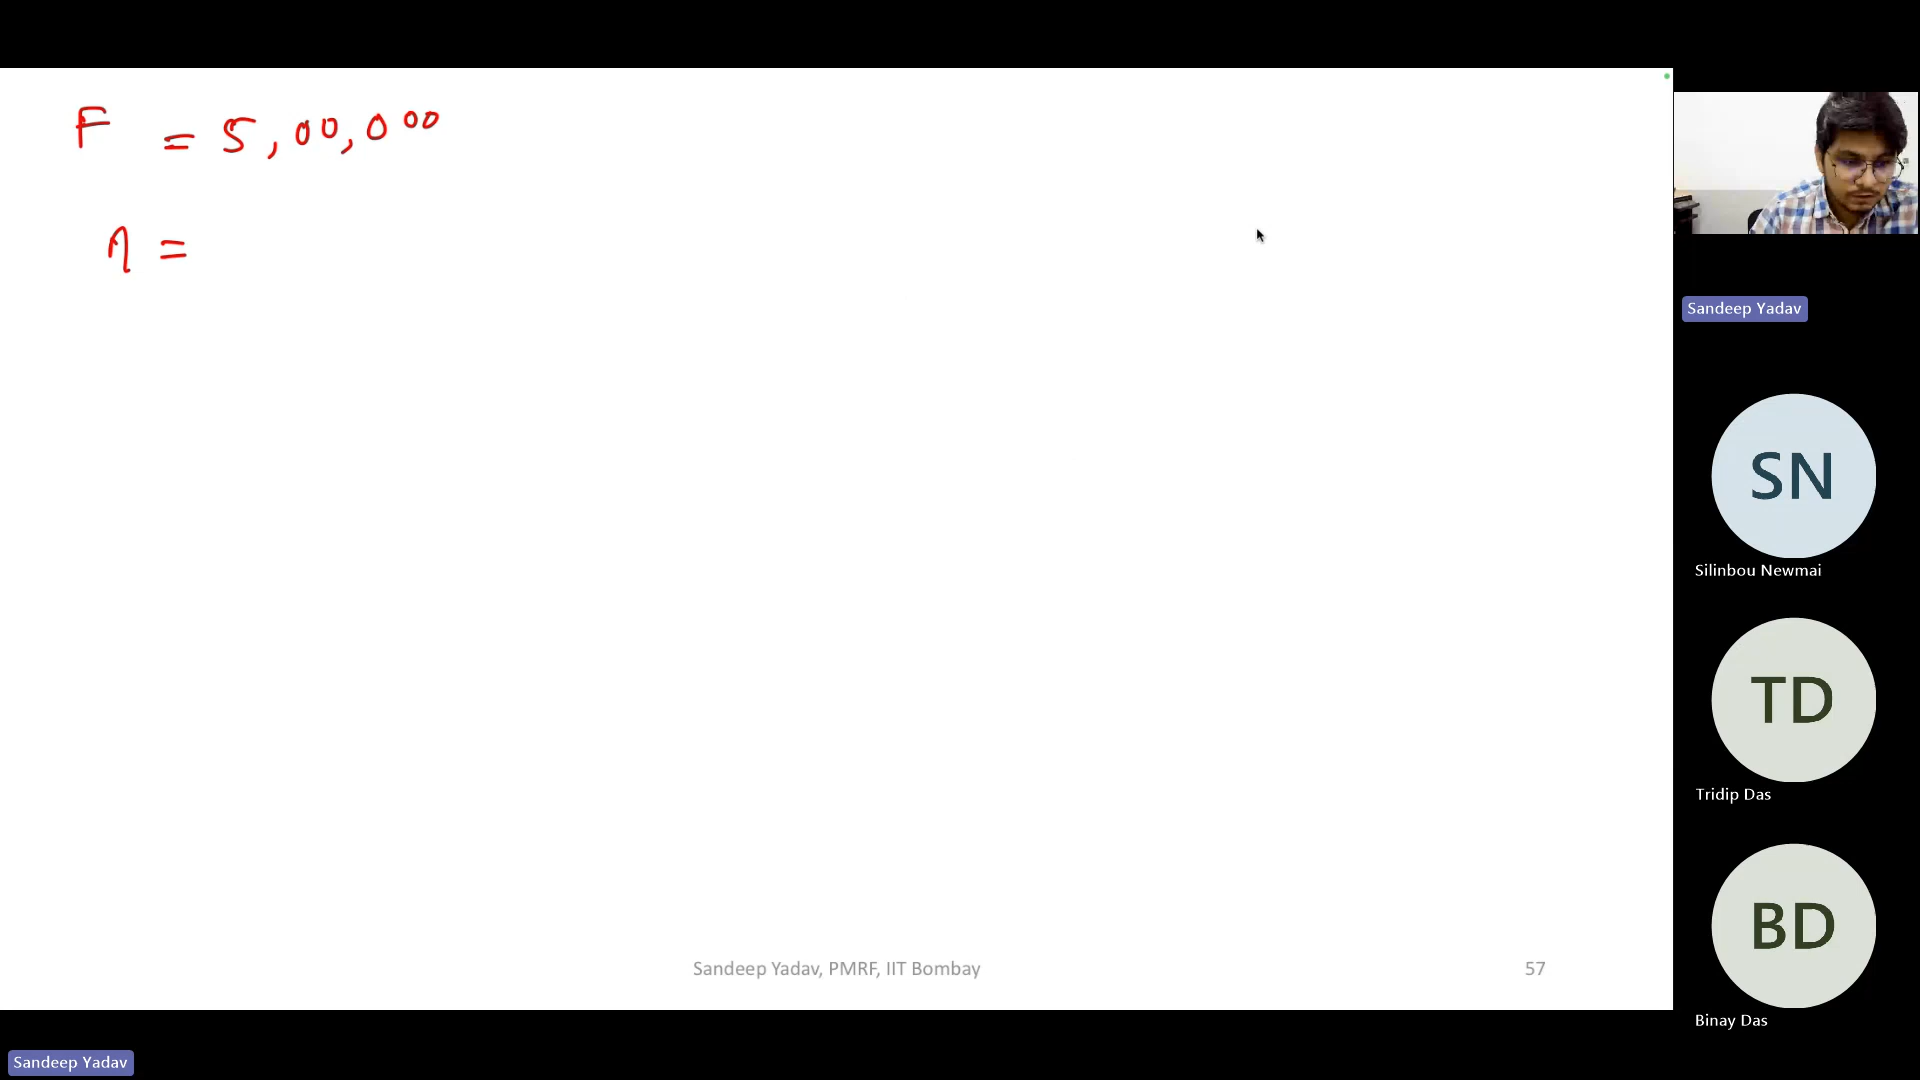 F = 5,00,000
η =
Sandeep Yadav, PMRF, IIT Bombay
57
Sandeep Yadav
SN
Silinbou Newmai
TD
Tridip Das
BD
Binay Das
Sandeep Yadav